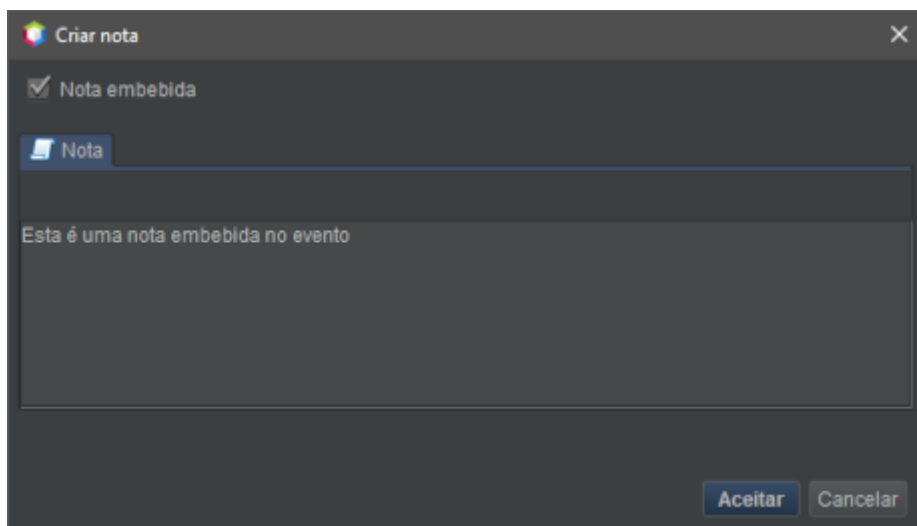 Criar nota
Nota embebida
Nota
Esta é uma nota embebida no evento
Aceitar Cancelar